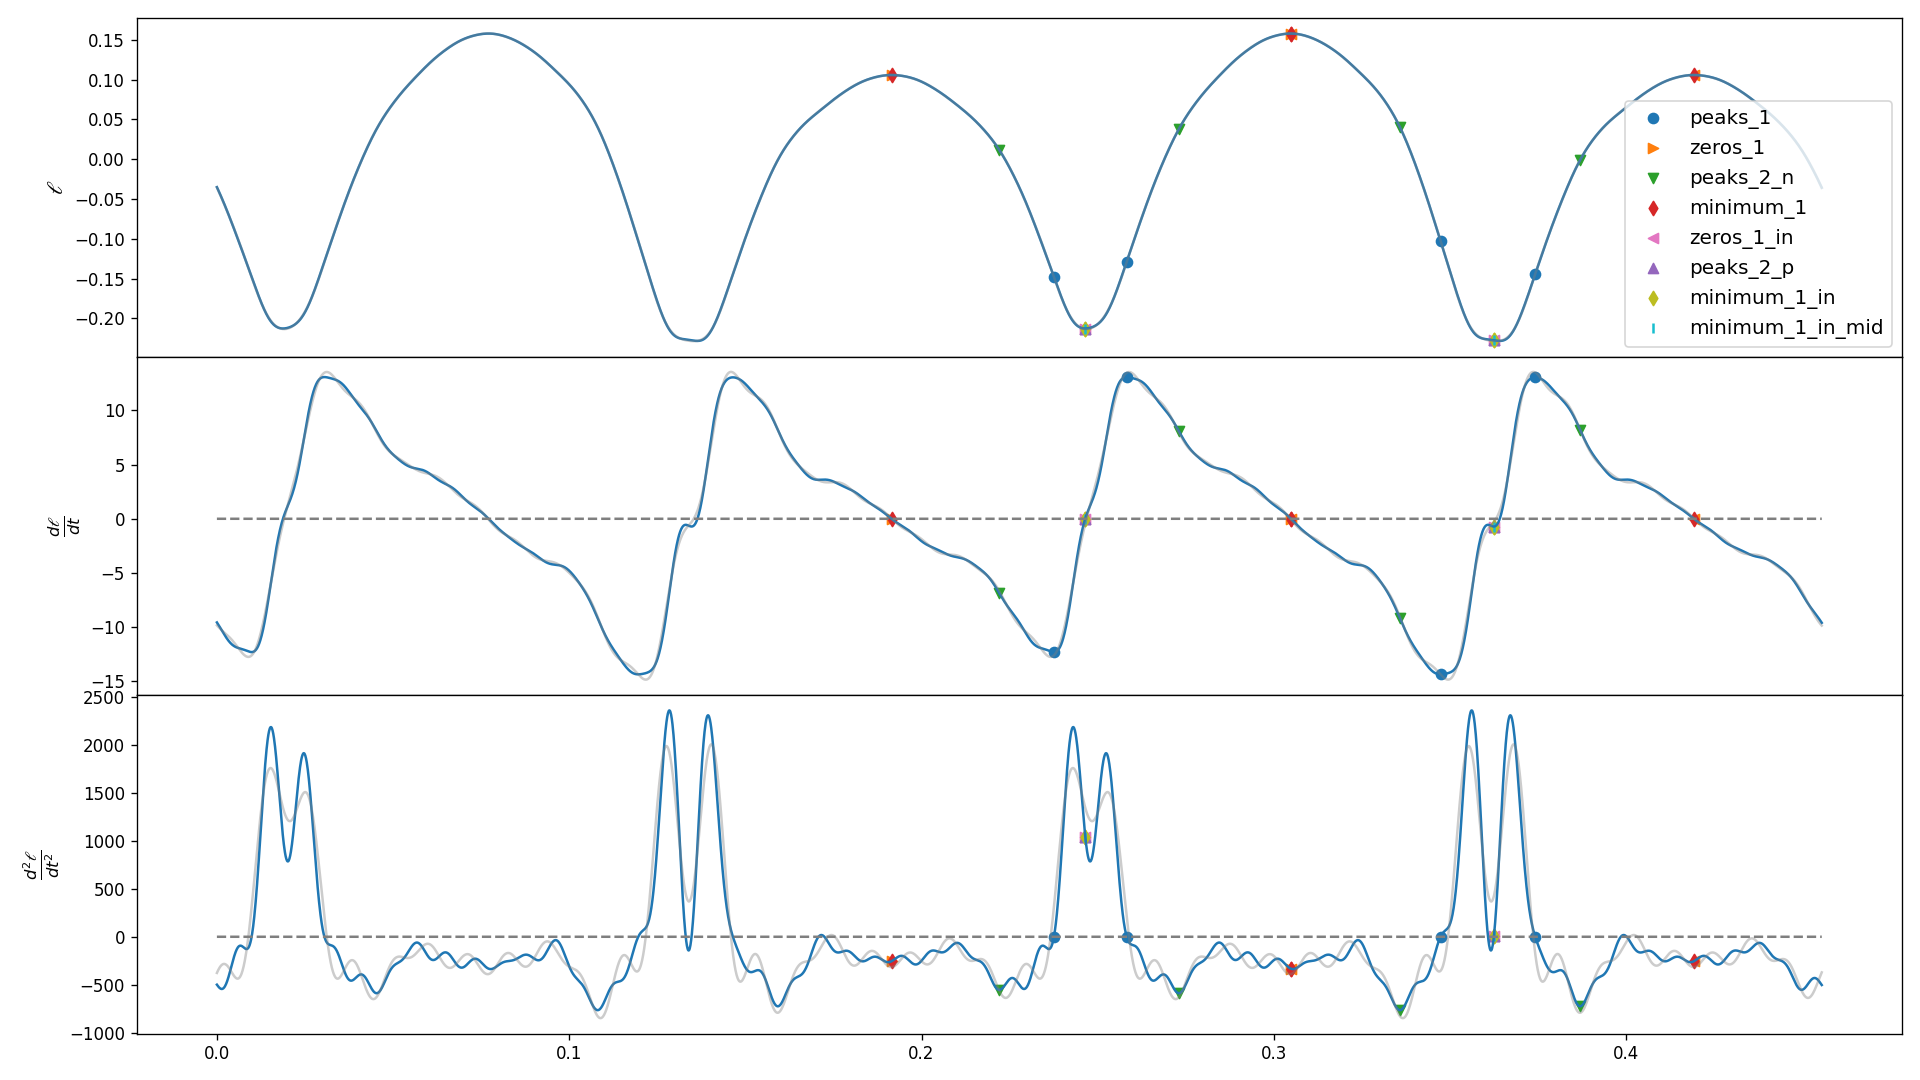 0.15
0.10
0.05
0.00
−0.05
−0.10
−0.15
−0.20
ℓ
peaks_1
zeros_1
peaks_2_n
minimum_1
zeros_1_in
peaks_2_p
minimum_1_in
minimum_1_in_mid
10
5
0
−5
−10
−15
dℓ
dt
2500
2000
1500
1000
500
0
−500
−1000
d²ℓ
dt²
0.0 0.1 0.2 0.3 0.4